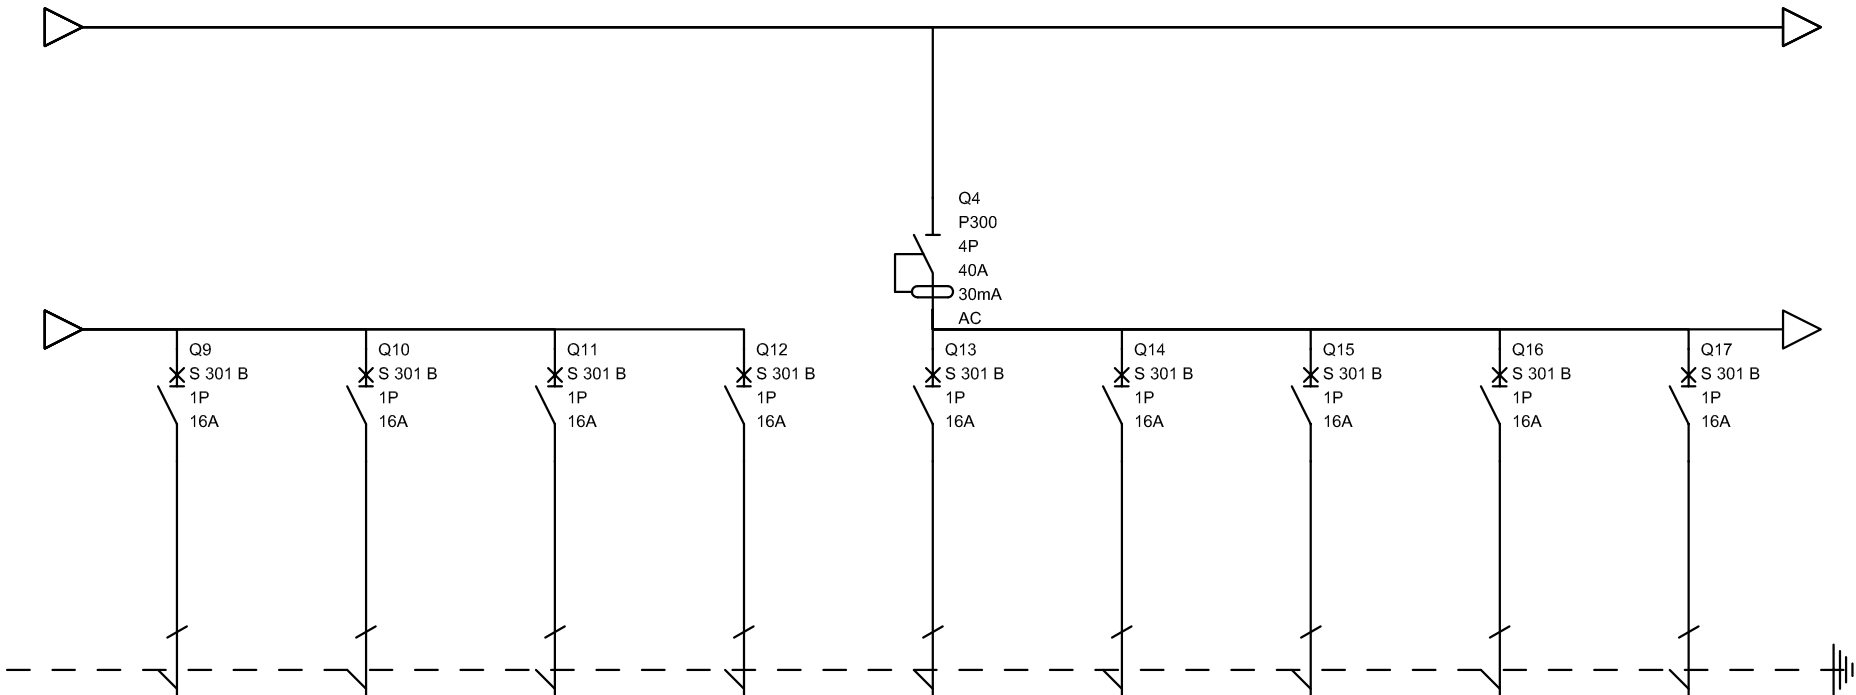 Q4
P300
4P
40A
30mA
AC
Q9
S 301 B
1P
16A
Q10
S 301 B
1P
16A
Q11
S 301 B
1P
16A
Q12
S 301 B
1P
16A
Q13
S 301 B
1P
16A
Q14
S 301 B
1P
16A
Q15
S 301 B
1P
16A
Q16
S 301 B
1P
16A
Q17
S 301 B
1P
16A